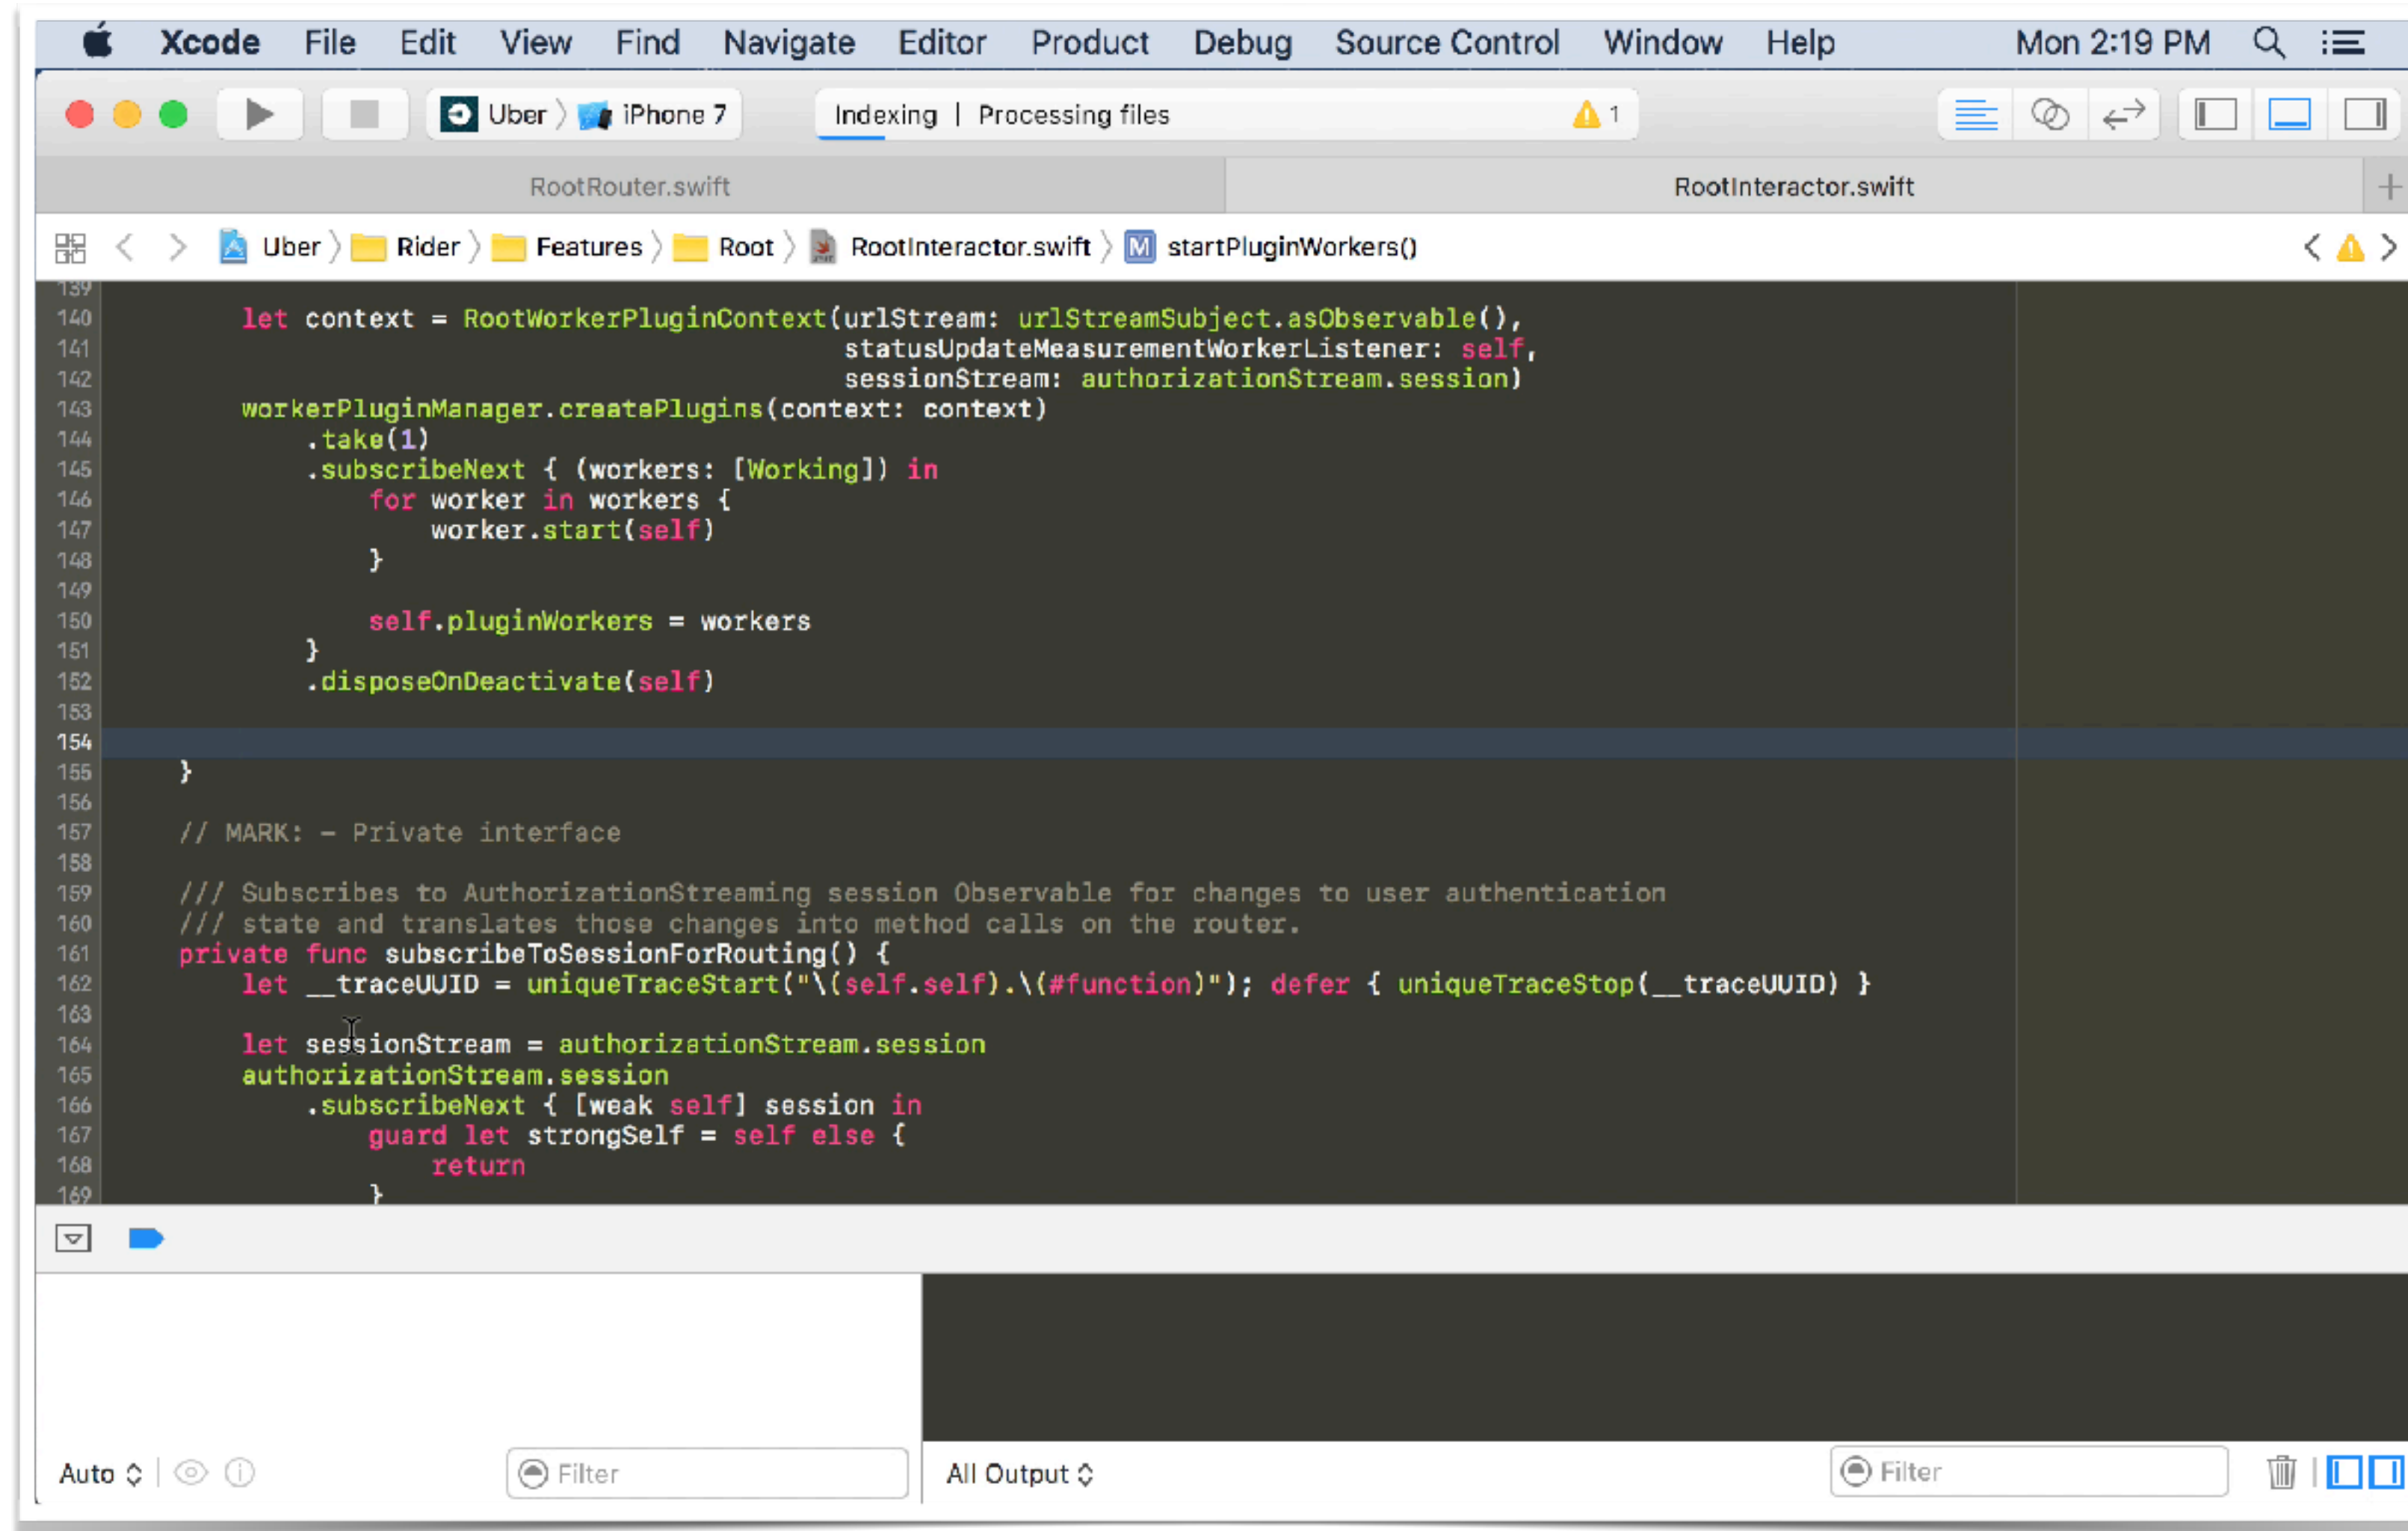 Xcode File Edit View Find Navigate Editor Product Debug Source Control Window Help Mon 2:19 PM
Uber iPhone 7 Indexing | Processing files 1
RootRouter.swift RootInteractor.swift
Uber Rider Features Root RootInteractor.swift M startPluginWorkers()
139
140 let context = RootWorkerPluginContext(urlStream: urlStreamSubject.asObservable(),
141 statusUpdateMeasurementWorkerListener: self,
142 sessionStream: authorizationStream.session)
143 workerPluginManager.createPlugins(context: context)
144 .take(1)
145 .subscribeNext { (workers: [Working]) in
146 for worker in workers {
147 worker.start(self)
148 }
149
150 self.pluginWorkers = workers
151 }
152 .disposeOnDeactivate(self)
153
154
155 }
156
157 // MARK: – Private interface
158
159 /// Subscribes to AuthorizationStreaming session Observable for changes to user authentication
160 /// state and translates those changes into method calls on the router.
161 private func subscribeToSessionForRouting() {
162 let __traceUUID = uniqueTraceStart("\(self.self).\(#function)"); defer { uniqueTraceStop(__traceUUID) }
163
164 let sessionStream = authorizationStream.session
165 authorizationStream.session
166 .subscribeNext { [weak self] session in
167 guard let strongSelf = self else {
168 return
169 }
Auto Filter All Output Filter